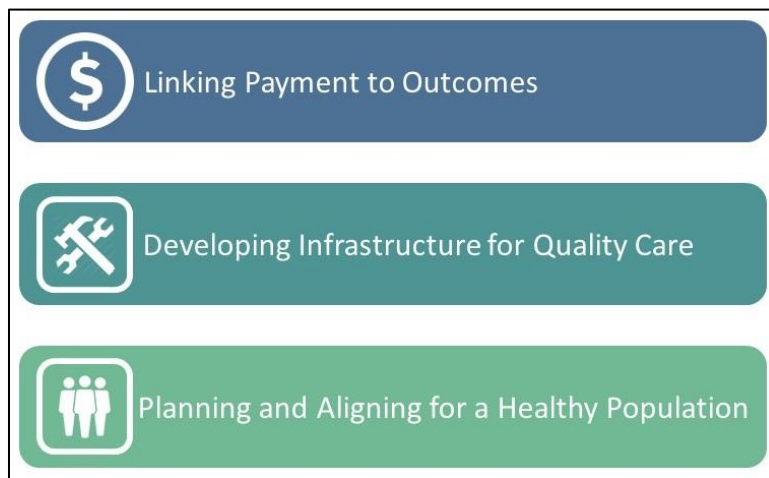 $ Linking Payment to Outcomes
Developing Infrastructure for Quality Care
Planning and Aligning for a Healthy Population